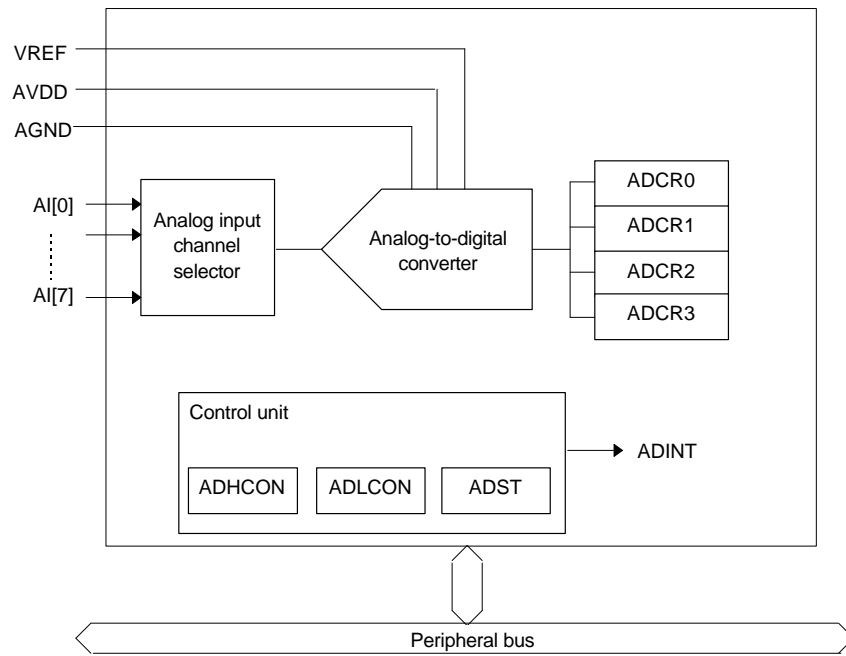 VREF
AVDD
AGND
AI[0]
AI[7]
Analog input
channel
selector
Analog-to-digital
converter
ADCR0
ADCR1
ADCR2
ADCR3
Control unit
ADHCON
ADLCON
ADST
ADINT
Peripheral bus